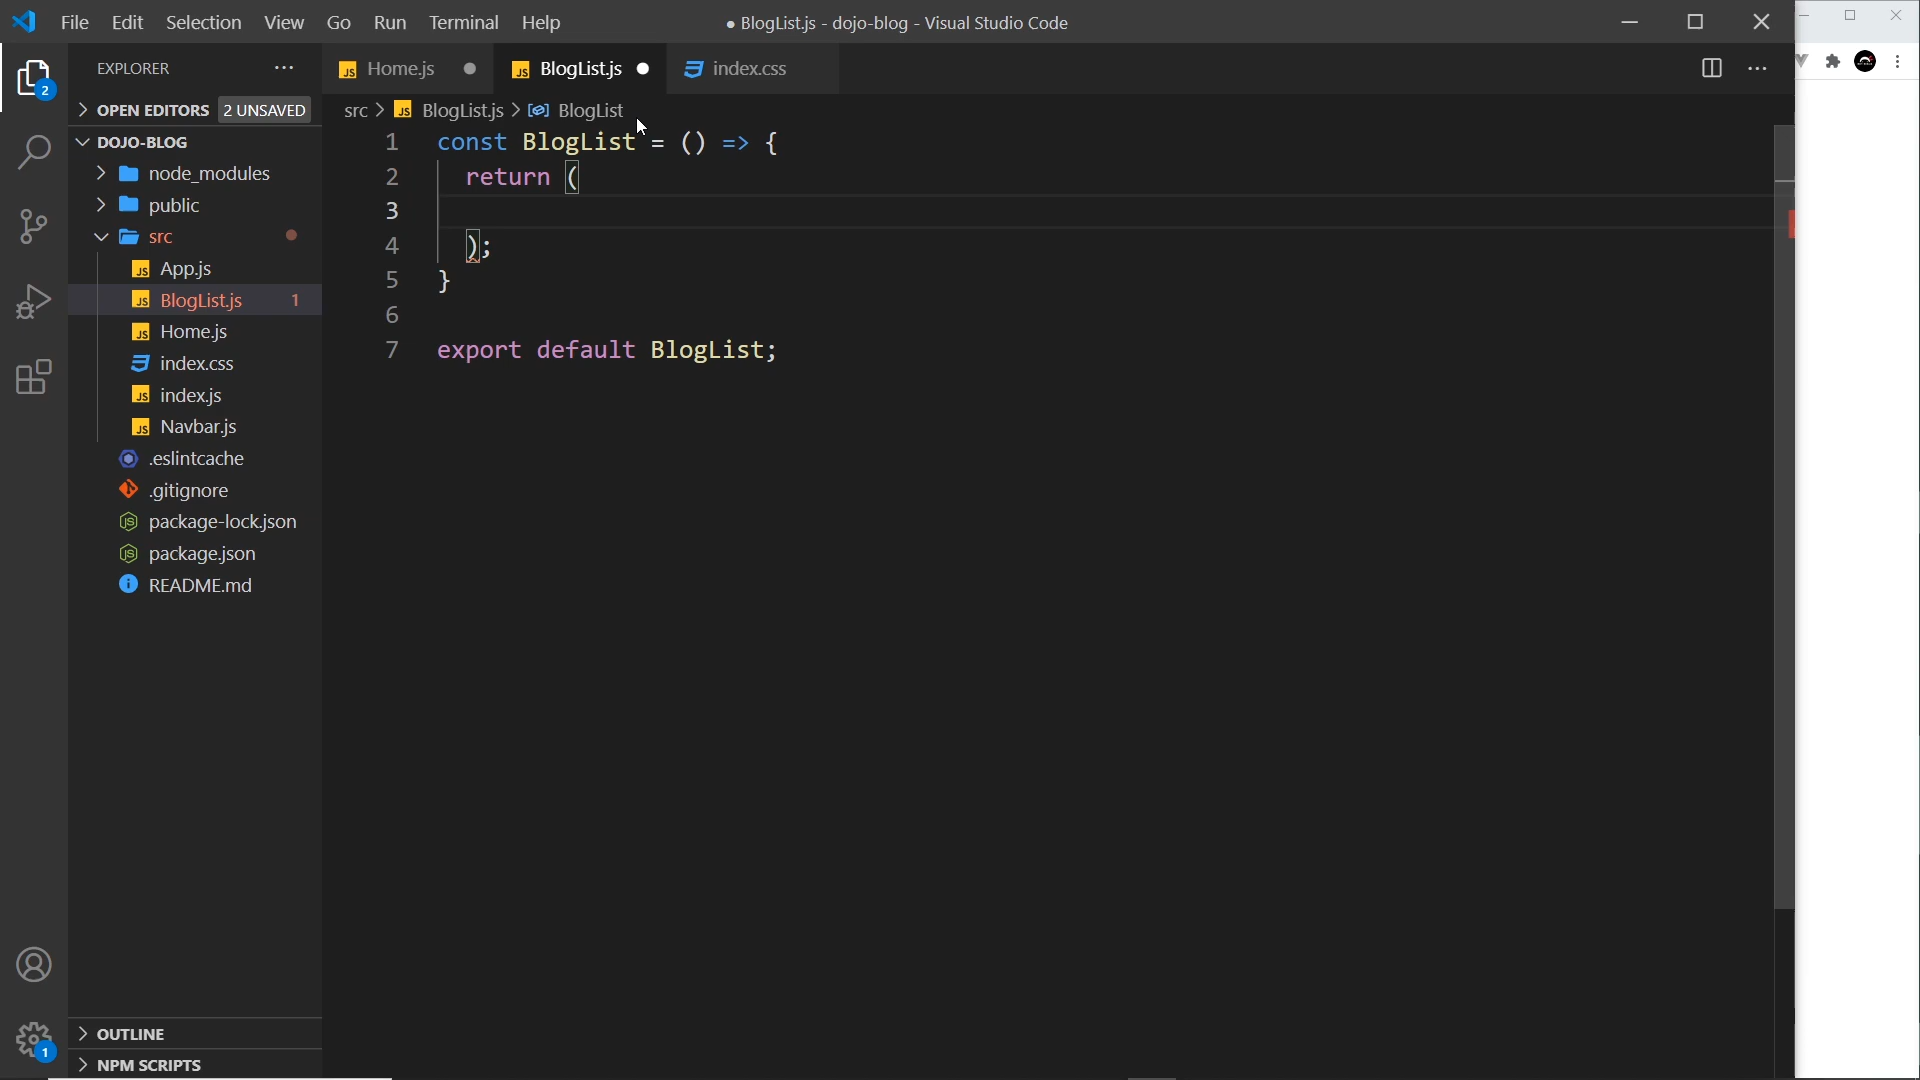 File Edit Selection View Go Run Terminal Help
● BlogList.js - dojo-blog - Visual Studio Code
EXPLORER
Home.js
BlogList.js
index.css
OPEN EDITORS 2 UNSAVED
src > BlogList.js > BlogList
DOJO-BLOG
node_modules
public
src
App.js
BlogList.js 1
Home.js
index.css
index.js
Navbar.js
.eslintcache
.gitignore
package-lock.json
package.json
README.md
OUTLINE
NPM SCRIPTS
2
1
1 const BlogList = () => {
2 return (
3
4 );
5 }
6
7 export default BlogList;